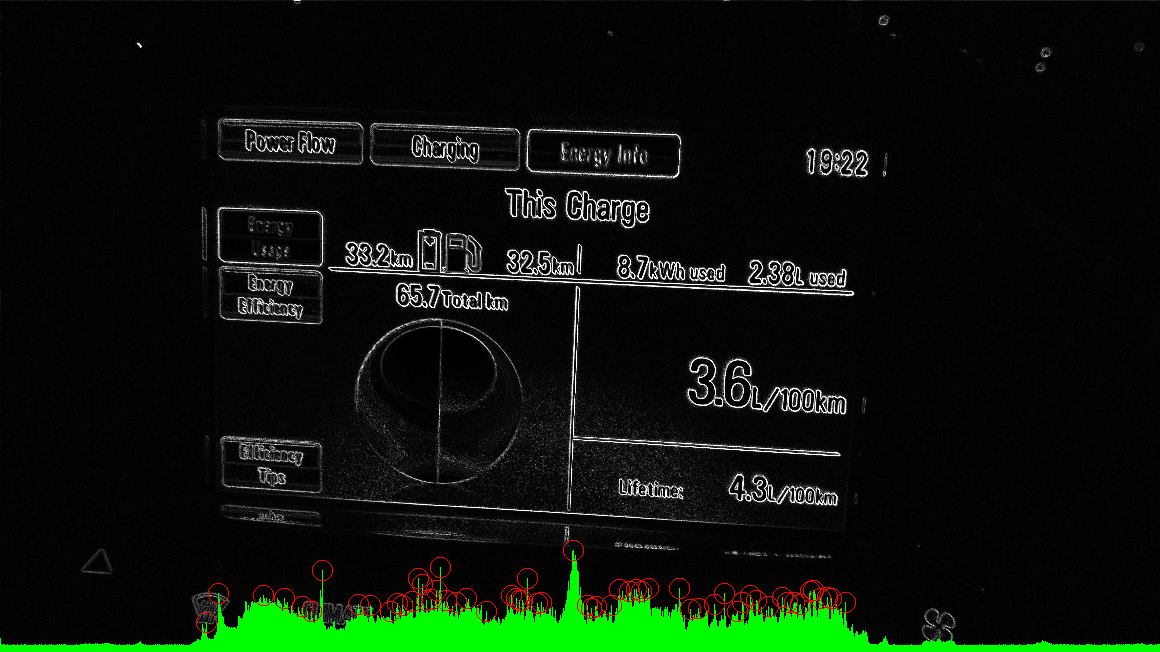 Power Flow
Charging
Energy Info
19:22
This Charge
Energy
Usage
33.2km
32.5km
8.7kWh used
2.38L used
Energy
Efficiency
65.7 Total km
3.6L/100km
Efficiency
Tips
Lifetime:
4.3L/100km
CLIMATE